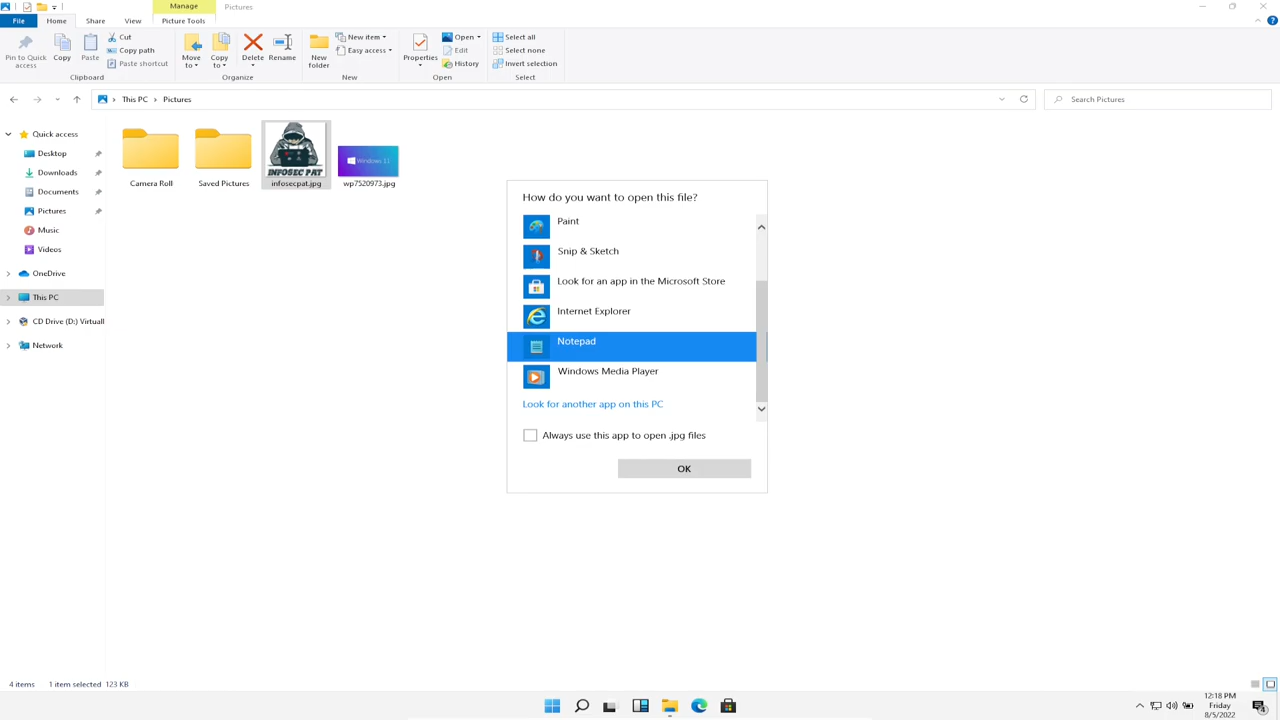 Manage
Pictures
File
Home
Share
View
Picture Tools
Pin to Quick access
Copy
Paste
Cut
Copy path
Paste shortcut
Clipboard
Move to
Copy to
Delete
Rename
Organize
New folder
New item
Easy access
New
Properties
Open
Edit
History
Open
Select all
Select none
Invert selection
Select
This PC
Pictures
Search Pictures
Quick access
Desktop
Downloads
Documents
Pictures
Music
Videos
OneDrive
This PC
CD Drive (D:) Virtuall
Network
Camera Roll
Saved Pictures
INFOSEC PAT
infosecpat.jpg
Windows 11
wp7520973.jpg
How do you want to open this file?
Paint
Snip & Sketch
Look for an app in the Microsoft Store
Internet Explorer
Notepad
Windows Media Player
Look for another app on this PC
Always use this app to open .jpg files
OK
4 items
1 item selected 123 KB
12:18 PM
Friday
8/5/2022
4